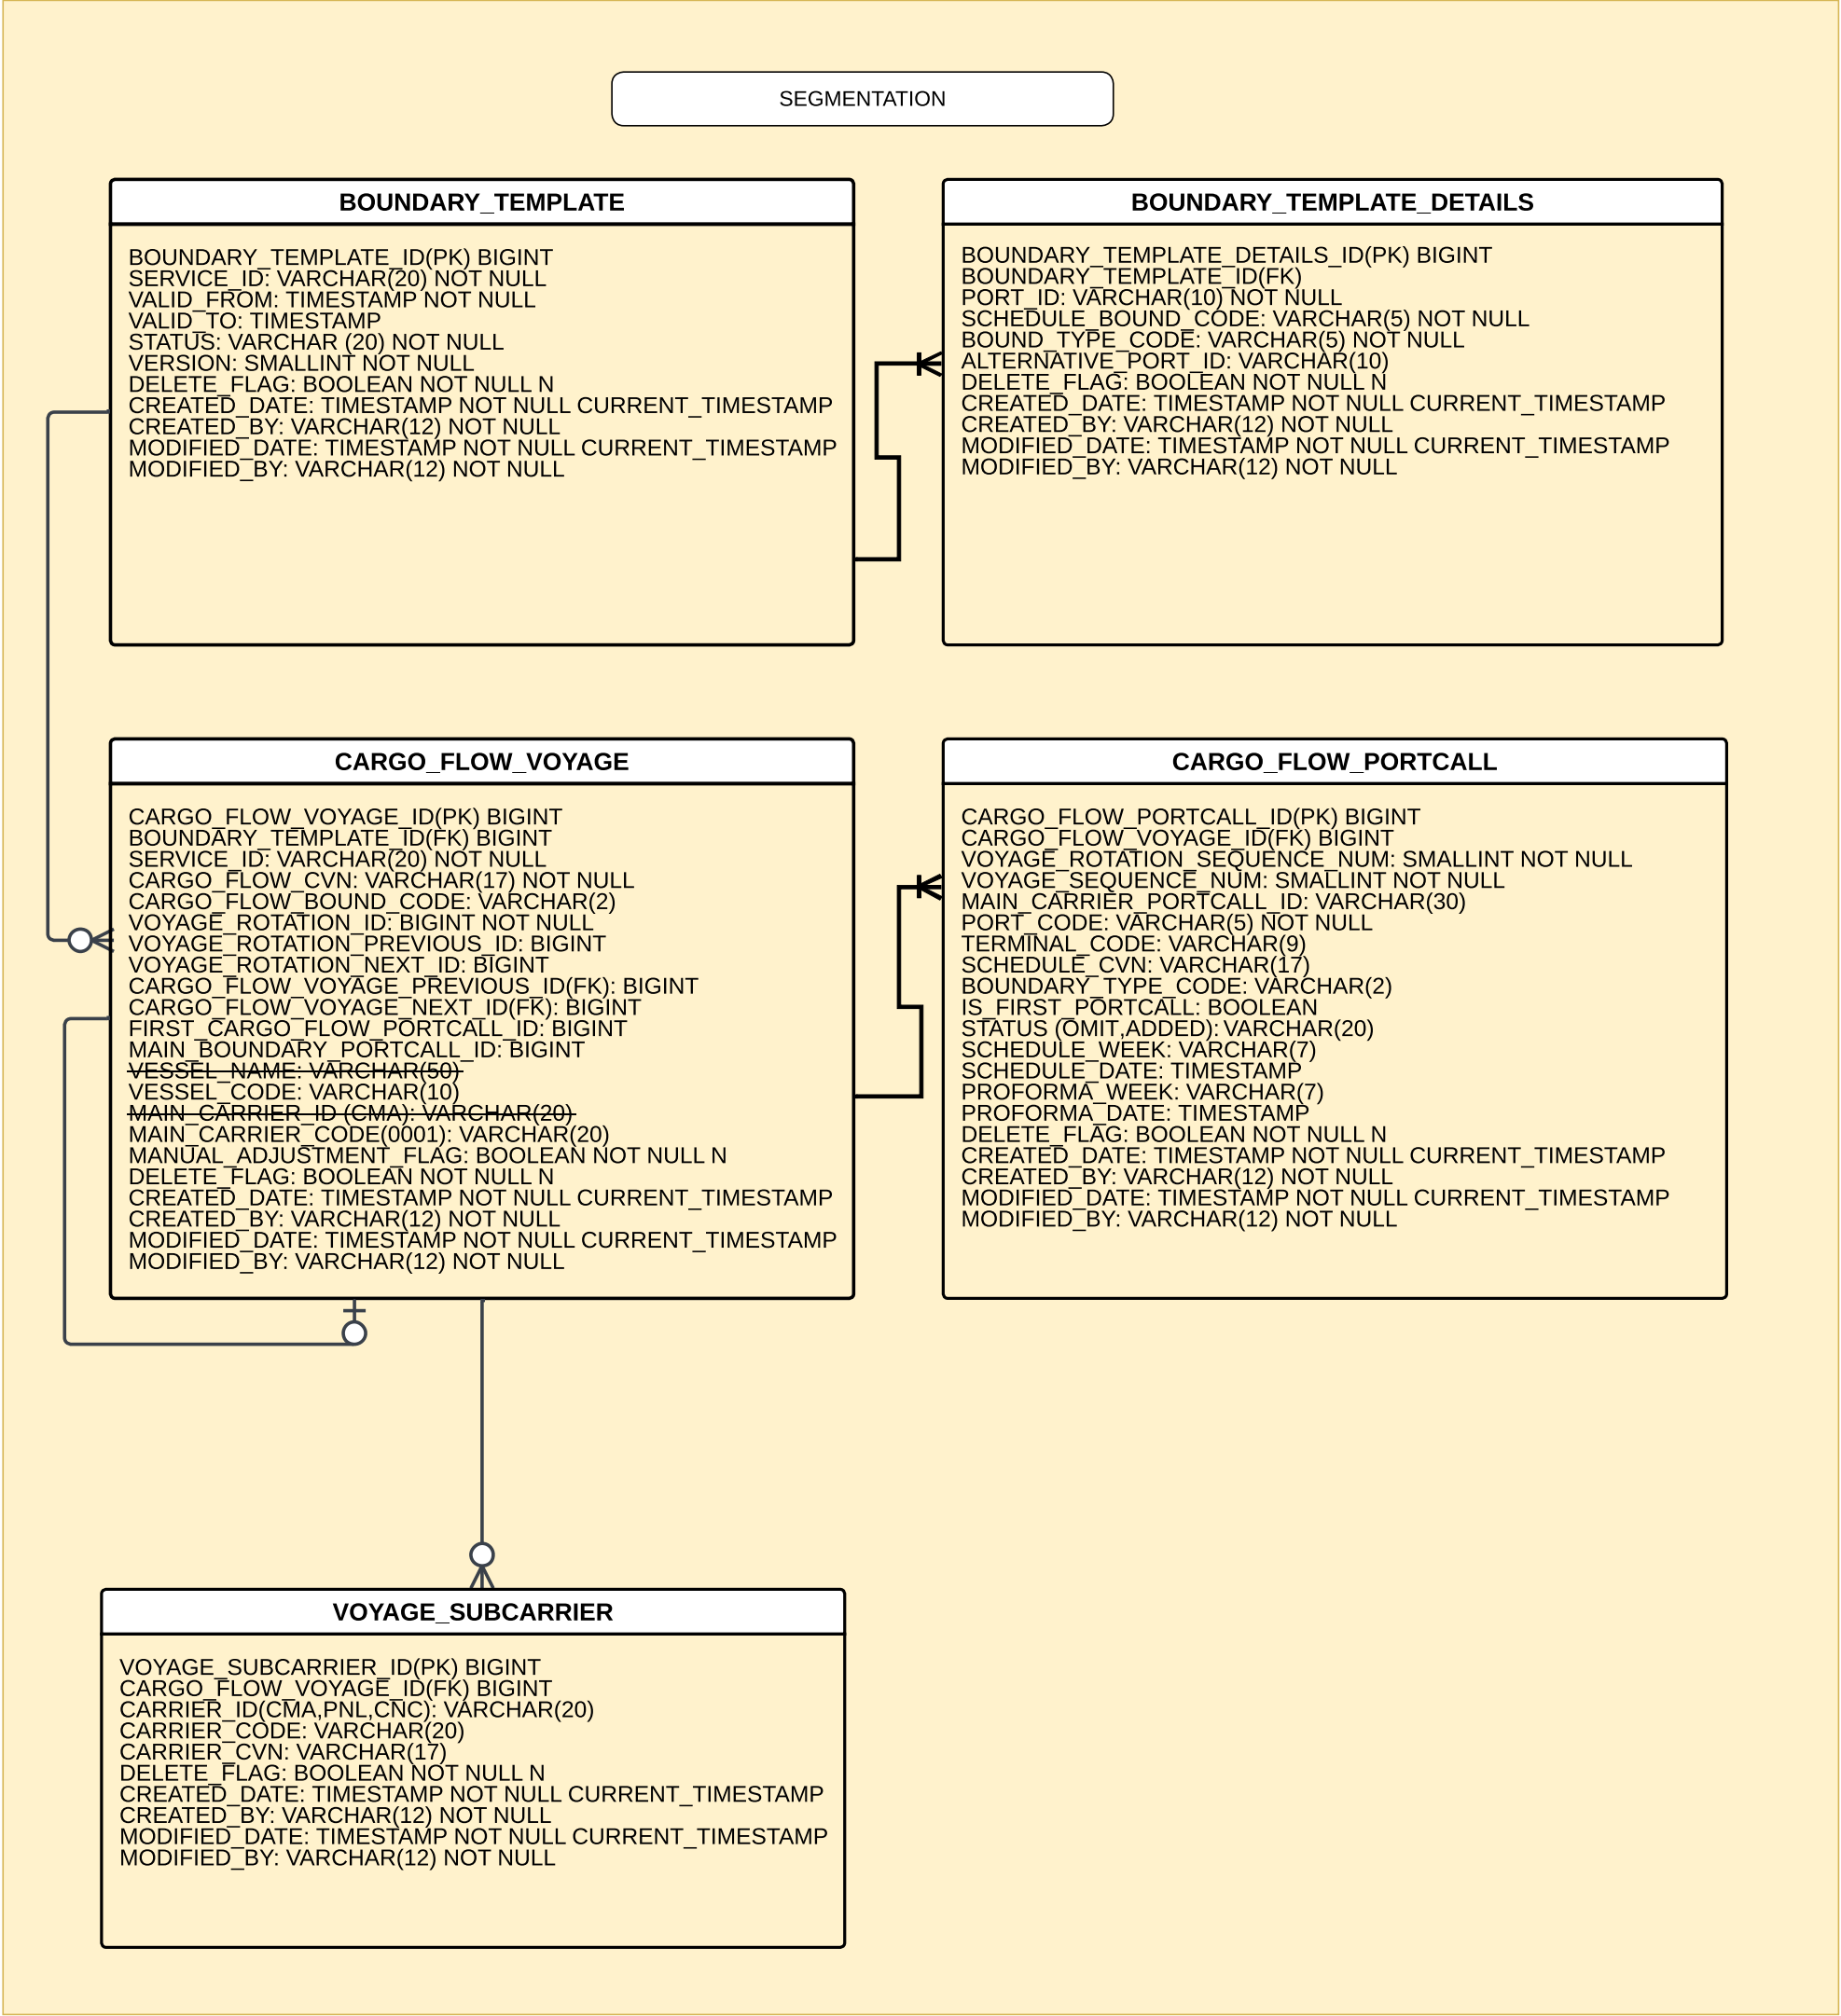 SEGMENTATION
BOUNDARY_TEMPLATE
BOUNDARY_TEMPLATE_ID(PK) BIGINT
SERVICE_ID: VARCHAR(20) NOT NULL
VALID_FROM: TIMESTAMP NOT NULL
VALID_TO: TIMESTAMP
STATUS: VARCHAR (20) NOT NULL
VERSION: SMALLINT NOT NULL
DELETE_FLAG: BOOLEAN NOT NULL N
CREATED_DATE: TIMESTAMP NOT NULL CURRENT_TIMESTAMP
CREATED_BY: VARCHAR(12) NOT NULL
MODIFIED_DATE: TIMESTAMP NOT NULL CURRENT_TIMESTAMP
MODIFIED_BY: VARCHAR(12) NOT NULL
BOUNDARY_TEMPLATE_DETAILS
BOUNDARY_TEMPLATE_DETAILS_ID(PK) BIGINT
BOUNDARY_TEMPLATE_ID(FK)
PORT_ID: VARCHAR(10) NOT NULL
SCHEDULE_BOUND_CODE: VARCHAR(5) NOT NULL
BOUND_TYPE_CODE: VARCHAR(5) NOT NULL
ALTERNATIVE_PORT_ID: VARCHAR(10)
DELETE_FLAG: BOOLEAN NOT NULL N
CREATED_DATE: TIMESTAMP NOT NULL CURRENT_TIMESTAMP
CREATED_BY: VARCHAR(12) NOT NULL
MODIFIED_DATE: TIMESTAMP NOT NULL CURRENT_TIMESTAMP
MODIFIED_BY: VARCHAR(12) NOT NULL
CARGO_FLOW_VOYAGE
CARGO_FLOW_VOYAGE_ID(PK) BIGINT
BOUNDARY_TEMPLATE_ID(FK) BIGINT
SERVICE_ID: VARCHAR(20) NOT NULL
CARGO_FLOW_CVN: VARCHAR(17) NOT NULL
CARGO_FLOW_BOUND_CODE: VARCHAR(2)
VOYAGE_ROTATION_ID: BIGINT NOT NULL
VOYAGE_ROTATION_PREVIOUS_ID: BIGINT
VOYAGE_ROTATION_NEXT_ID: BIGINT
CARGO_FLOW_VOYAGE_PREVIOUS_ID(FK): BIGINT
CARGO_FLOW_VOYAGE_NEXT_ID(FK): BIGINT
FIRST_CARGO_FLOW_PORTCALL_ID: BIGINT
MAIN_BOUNDARY_PORTCALL_ID: BIGINT
VESSEL_NAME: VARCHAR(50)
VESSEL_CODE: VARCHAR(10)
MAIN_CARRIER_ID (CMA): VARCHAR(20)
MAIN_CARRIER_CODE(0001): VARCHAR(20)
MANUAL_ADJUSTMENT_FLAG: BOOLEAN NOT NULL N
DELETE_FLAG: BOOLEAN NOT NULL N
CREATED_DATE: TIMESTAMP NOT NULL CURRENT_TIMESTAMP
CREATED_BY: VARCHAR(12) NOT NULL
MODIFIED_DATE: TIMESTAMP NOT NULL CURRENT_TIMESTAMP
MODIFIED_BY: VARCHAR(12) NOT NULL
CARGO_FLOW_PORTCALL
CARGO_FLOW_PORTCALL_ID(PK) BIGINT
CARGO_FLOW_VOYAGE_ID(FK) BIGINT
VOYAGE_ROTATION_SEQUENCE_NUM: SMALLINT NOT NULL
VOYAGE_SEQUENCE_NUM: SMALLINT NOT NULL
MAIN_CARRIER_PORTCALL_ID: VARCHAR(30)
PORT_CODE: VARCHAR(5) NOT NULL
TERMINAL_CODE: VARCHAR(9)
SCHEDULE_CVN: VARCHAR(17)
BOUNDARY_TYPE_CODE: VARCHAR(2)
IS_FIRST_PORTCALL: BOOLEAN
STATUS (OMIT,ADDED): VARCHAR(20)
SCHEDULE_WEEK: VARCHAR(7)
SCHEDULE_DATE: TIMESTAMP
PROFORMA_WEEK: VARCHAR(7)
PROFORMA_DATE: TIMESTAMP
DELETE_FLAG: BOOLEAN NOT NULL N
CREATED_DATE: TIMESTAMP NOT NULL CURRENT_TIMESTAMP
CREATED_BY: VARCHAR(12) NOT NULL
MODIFIED_DATE: TIMESTAMP NOT NULL CURRENT_TIMESTAMP
MODIFIED_BY: VARCHAR(12) NOT NULL
VOYAGE_SUBCARRIER
VOYAGE_SUBCARRIER_ID(PK) BIGINT
CARGO_FLOW_VOYAGE_ID(FK) BIGINT
CARRIER_ID(CMA,PNL,CNC): VARCHAR(20)
CARRIER_CODE: VARCHAR(20)
CARRIER_CVN: VARCHAR(17)
DELETE_FLAG: BOOLEAN NOT NULL N
CREATED_DATE: TIMESTAMP NOT NULL CURRENT_TIMESTAMP
CREATED_BY: VARCHAR(12) NOT NULL
MODIFIED_DATE: TIMESTAMP NOT NULL CURRENT_TIMESTAMP
MODIFIED_BY: VARCHAR(12) NOT NULL